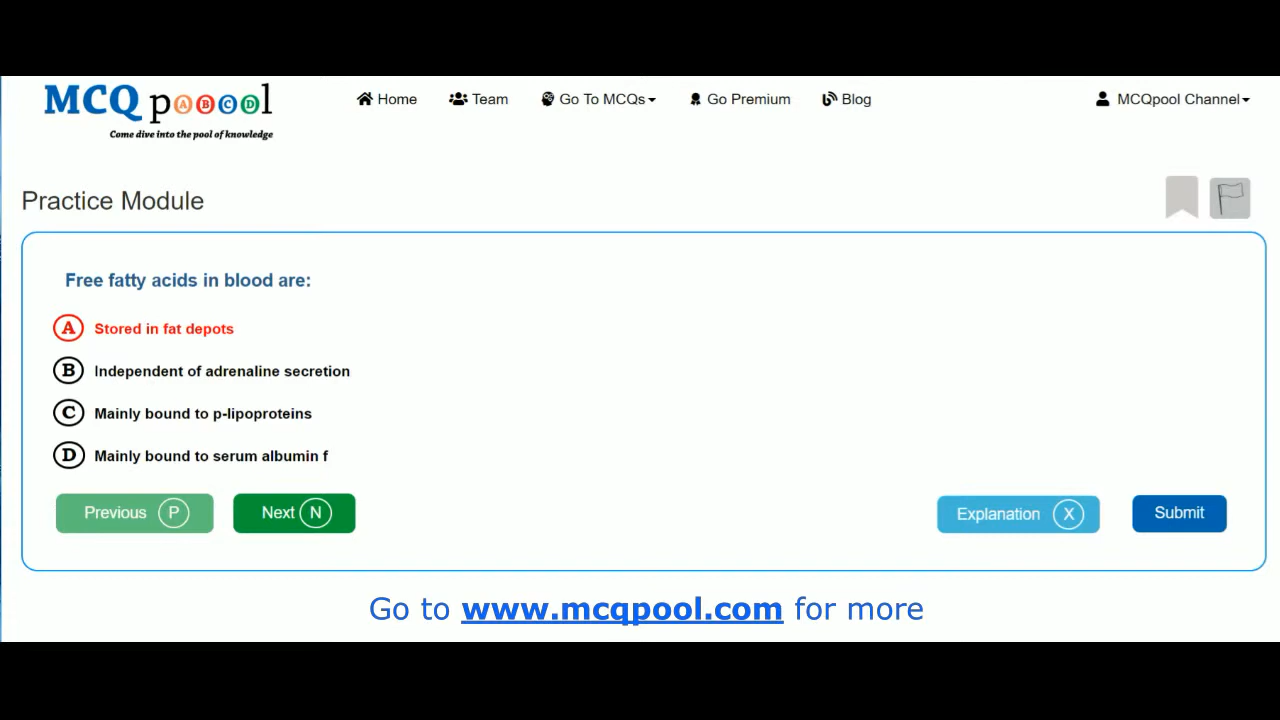 MCQ pABCDl
Come dive into the pool of knowledge
Home Team Go To MCQs Go Premium Blog MCQpool Channel
Practice Module
Free fatty acids in blood are:
A Stored in fat depots
B Independent of adrenaline secretion
C Mainly bound to p-lipoproteins
D Mainly bound to serum albumin f
Previous P Next N Explanation X Submit
Go to www.mcqpool.com for more